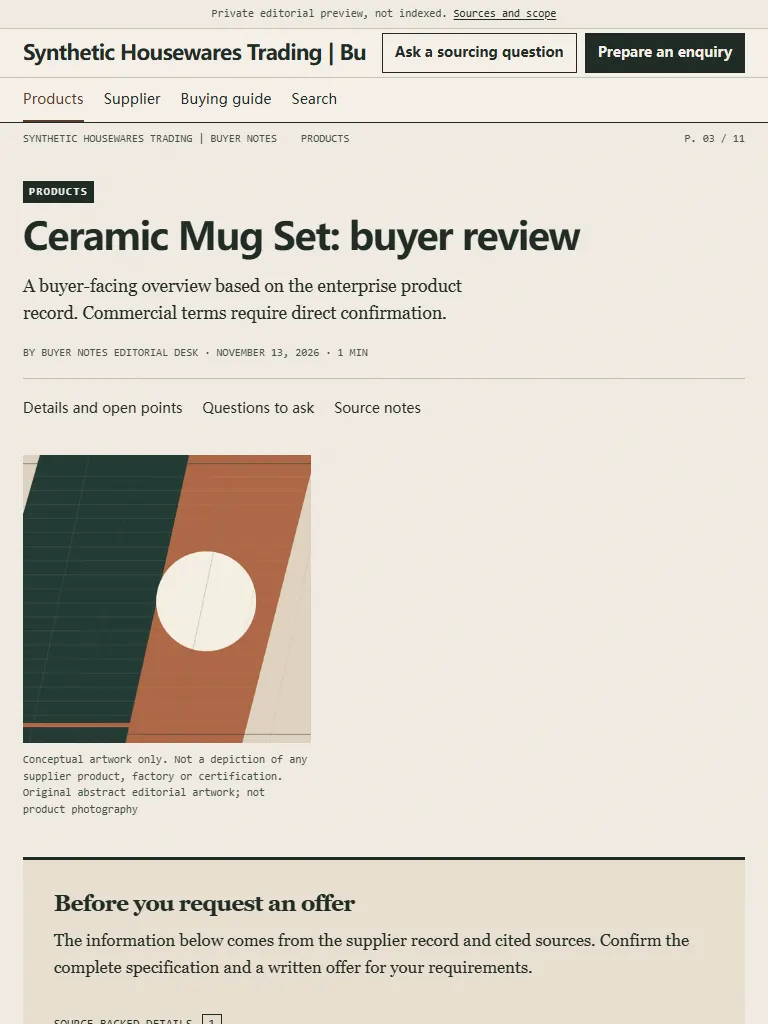 Private editorial preview, not indexed. Sources and scope
Synthetic Housewares Trading | Bu
Ask a sourcing question
Prepare an enquiry
Products
Supplier
Buying guide
Search
SYNTHETIC HOUSEWARES TRADING | BUYER NOTES
PRODUCTS
P. 03 / 11
PRODUCTS
Ceramic Mug Set: buyer review
A buyer-facing overview based on the enterprise product
record. Commercial terms require direct confirmation.
BY BUYER NOTES EDITORIAL DESK · NOVEMBER 13, 2026 · 1 MIN
Details and open points
Questions to ask
Source notes
Conceptual artwork only. Not a depiction of any
supplier product, factory or certification.
Original abstract editorial artwork; not
product photography
Before you request an offer
The information below comes from the supplier record and cited sources. Confirm the
complete specification and a written offer for your requirements.
SOURCE-BACKED DETAILS 1